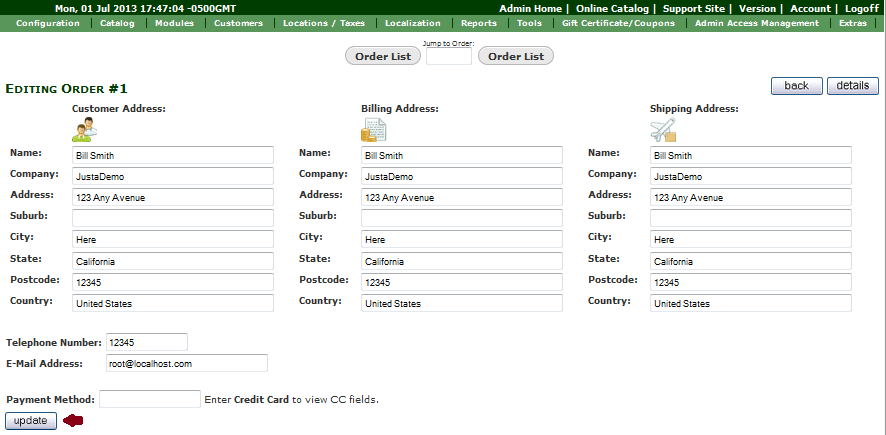 Mon, 01 Jul 2013 17:47:04 -0500GMT Admin Home | Online Catalog | Support Site | Version | Account | Logoff
Configuration | Catalog | Modules | Customers | Locations / Taxes | Localization | Reports | Tools | Gift Certificate/Coupons | Admin Access Management | Extras |
Jump to Order:
Order List Order List
Editing Order #1 back details
Customer Address: Billing Address: Shipping Address:
Name: Bill Smith Name: Bill Smith Name: Bill Smith
Company: JustaDemo Company: JustaDemo Company: JustaDemo
Address: 123 Any Avenue Address: 123 Any Avenue Address: 123 Any Avenue
Suburb: Suburb: Suburb:
City: Here City: Here City: Here
State: California State: California State: California
Postcode: 12345 Postcode: 12345 Postcode: 12345
Country: United States Country: United States Country: United States
Telephone Number: 12345
E-Mail Address: root@localhost.com
Payment Method: Enter Credit Card to view CC fields.
update